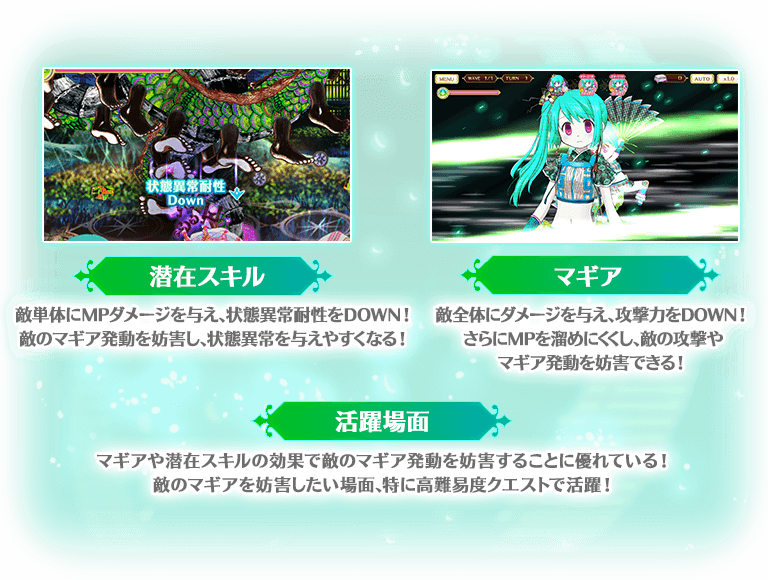 MENU WAVE 1/1 TURN 1 0 AUTO x1.0
状態異常耐性
Down
潜在スキル
敵単体にMPダメージを与え、状態異常耐性をDOWN！
敵のマギア発動を妨害し、状態異常を与えやすくなる！
マギア
敵全体にダメージを与え、攻撃力をDOWN！
さらにMPを溜めにくくし、敵の攻撃や
マギア発動を妨害できる！
活躍場面
マギアや潜在スキルの効果で敵のマギア発動を妨害することに優れている！
敵のマギアを妨害したい場面、特に高難易度クエストで活躍！